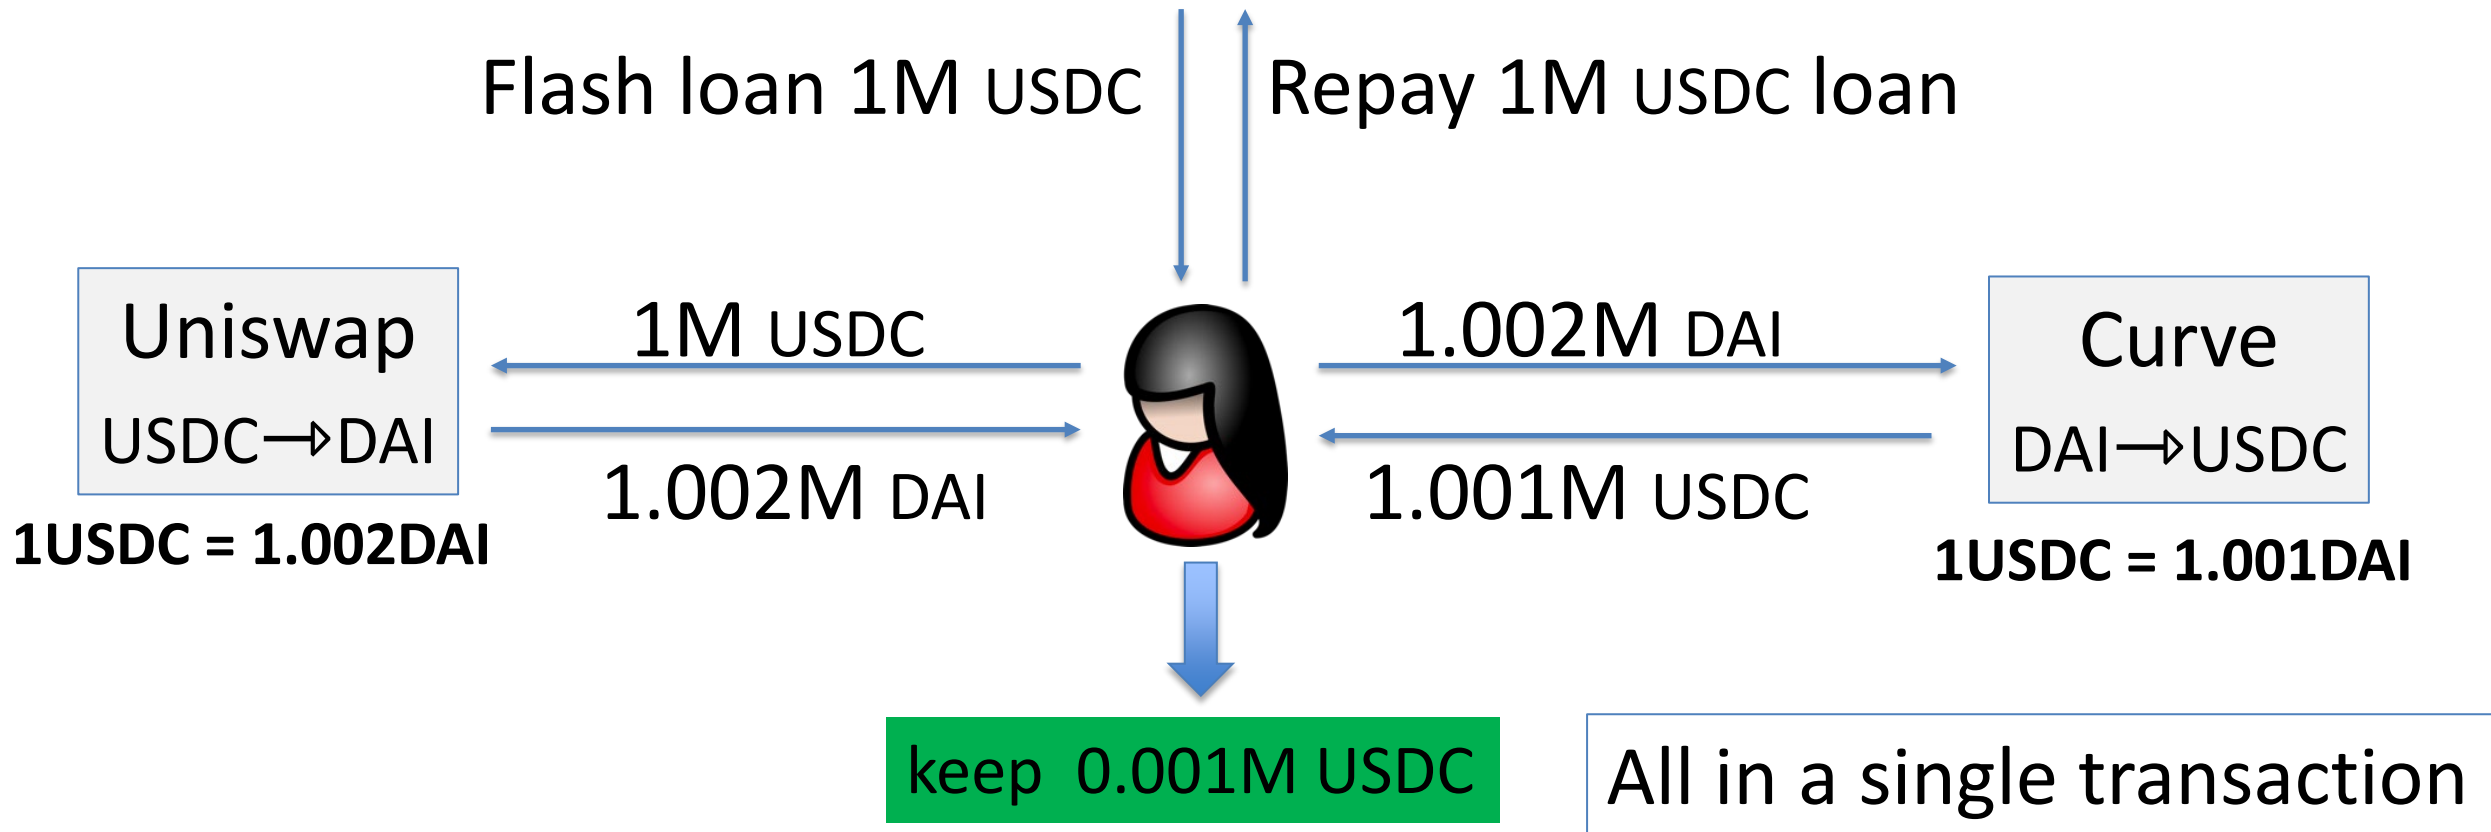 Flash loan 1M USDC
Repay 1M USDC loan
Uniswap
USDC→DAI
1USDC = 1.002DAI
1M USDC
1.002M DAI
1.002M DAI
1.001M USDC
Curve
DAI→USDC
1USDC = 1.001DAI
keep 0.001M USDC
All in a single transaction